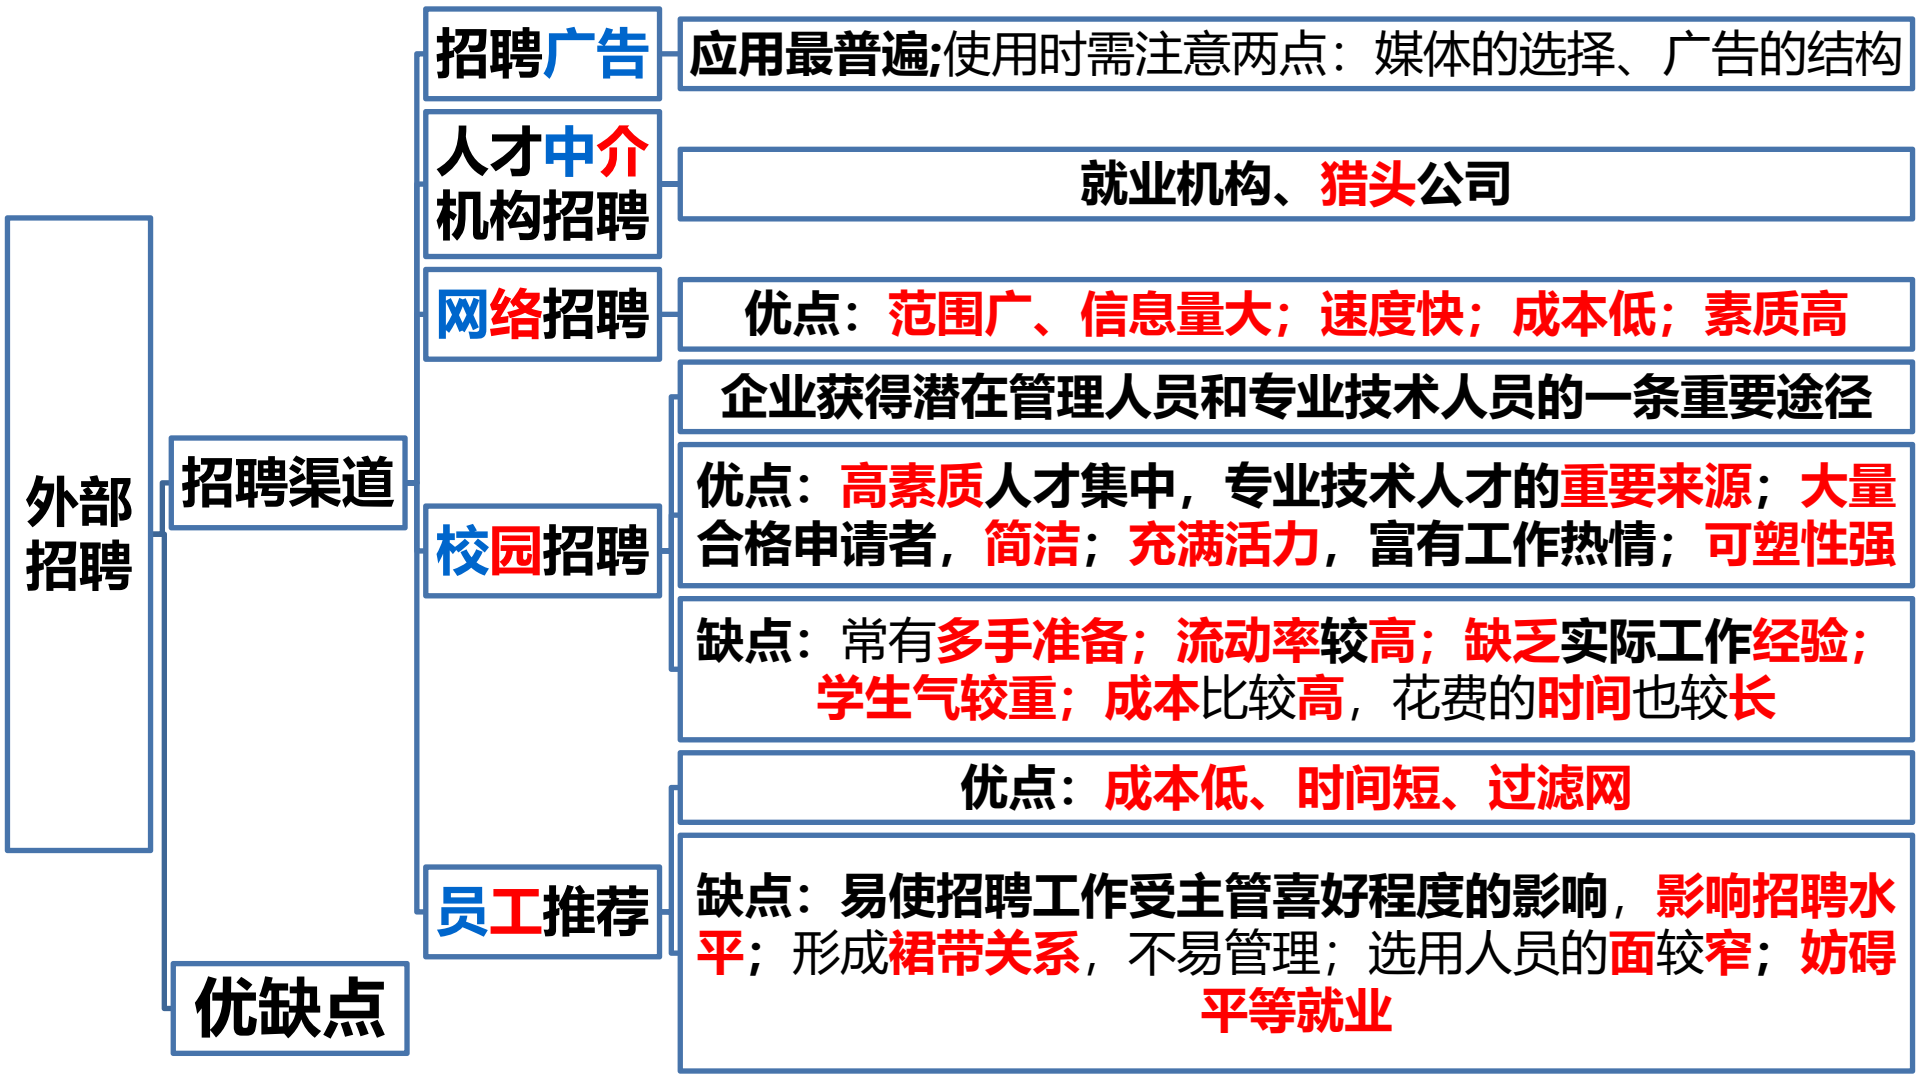 外部
招聘
招聘渠道
招聘广告
应用最普遍;使用时需注意两点：媒体的选择、广告的结构
人才中介
机构招聘
就业机构、猎头公司
网络招聘
优点：范围广、信息量大；速度快；成本低；素质高
校园招聘
企业获得潜在管理人员和专业技术人员的一条重要途径
优点：高素质人才集中，专业技术人才的重要来源；大量
合格申请者，简洁；充满活力，富有工作热情；可塑性强
缺点：常有多手准备；流动率较高；缺乏实际工作经验；
学生气较重；成本比较高，花费的时间也较长
员工推荐
优点：成本低、时间短、过滤网
缺点：易使招聘工作受主管喜好程度的影响，影响招聘水
平；形成裙带关系，不易管理；选用人员的面较窄；妨碍
平等就业
优缺点